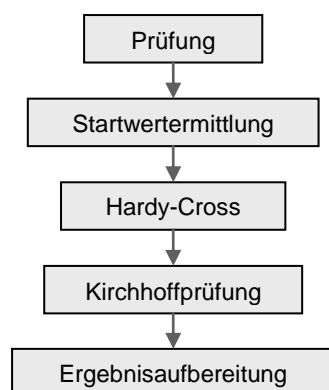 Prüfung
Startwertermittlung
Hardy-Cross
Kirchhoffprüfung
Ergebnisaufbereitung